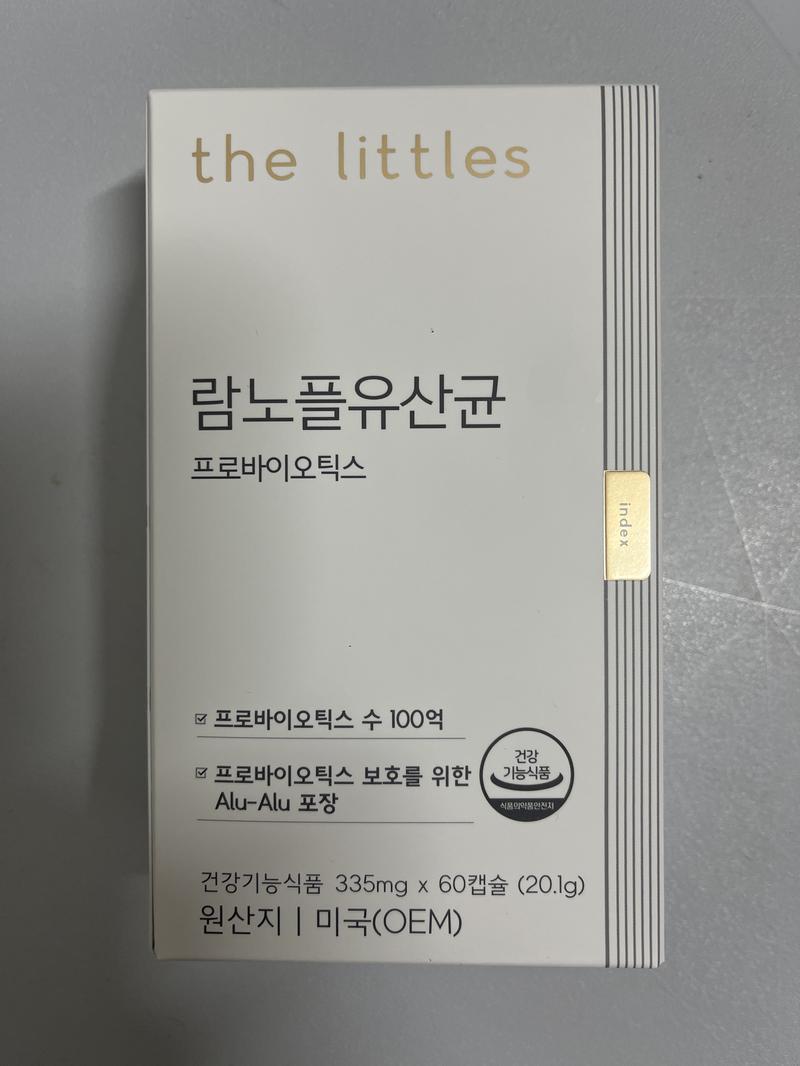 the littles
람노플유산균
프로바이오틱스
index
프로바이오틱스 수 100억
프로바이오틱스 보호를 위한
Alu-Alu 포장
건강
기능식품
식품의약품안전처
건강기능식품 335mg x 60캡슐 (20.1g)
원산지 | 미국(OEM)